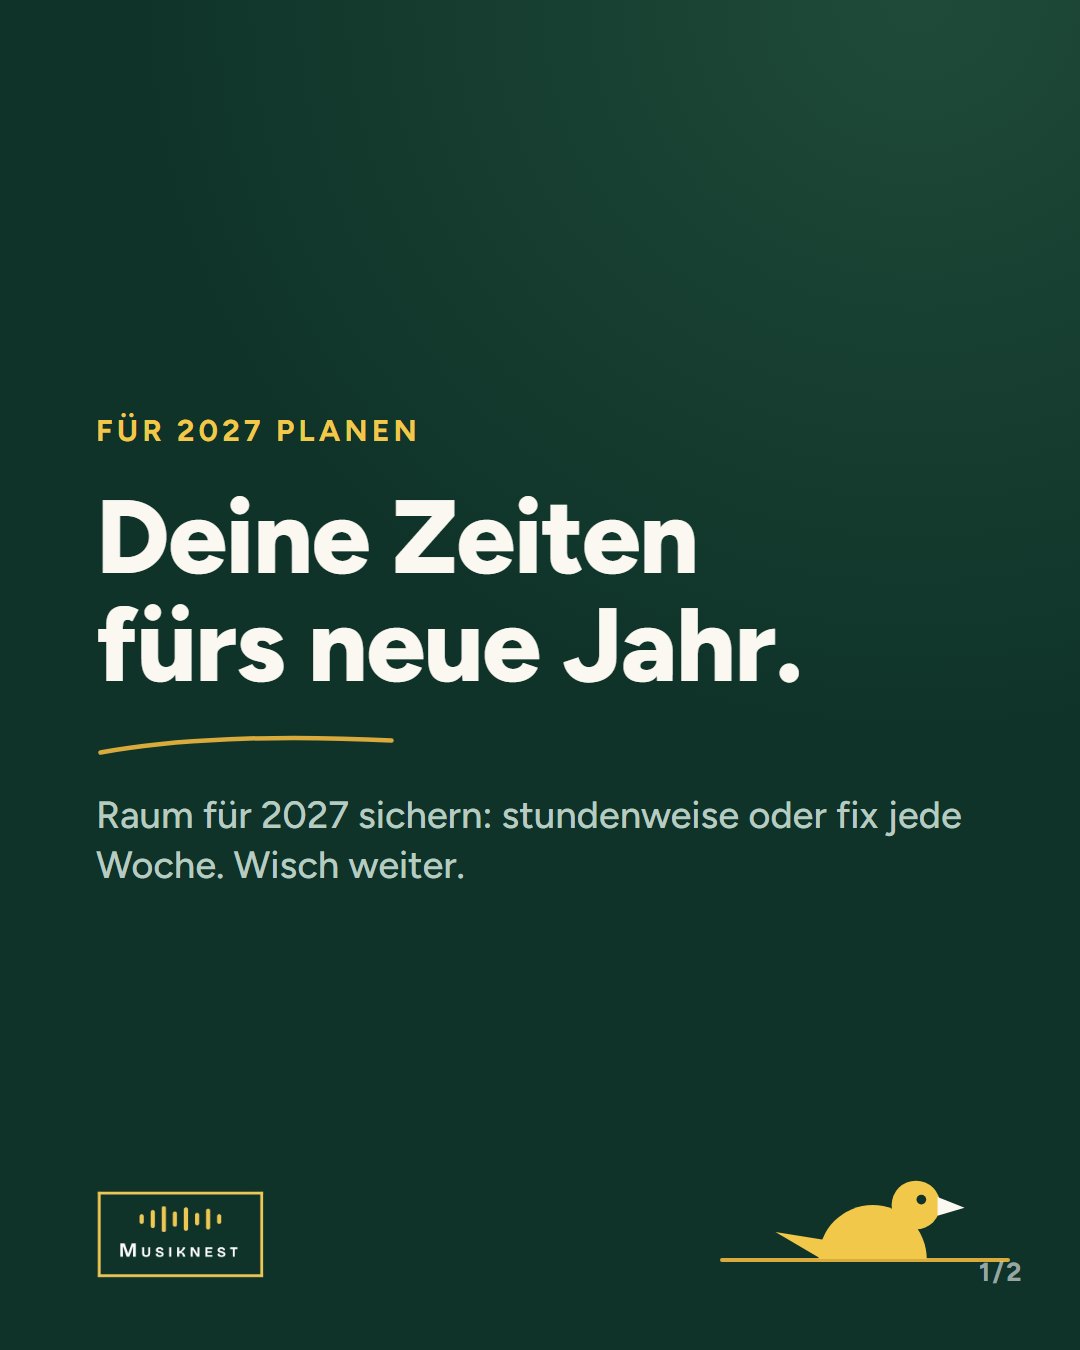 FÜR 2027 PLANEN
Deine Zeiten
fürs neue Jahr.
Raum für 2027 sichern: stundenweise oder fix jede
Woche. Wisch weiter.
MUSIKNEST
1/2